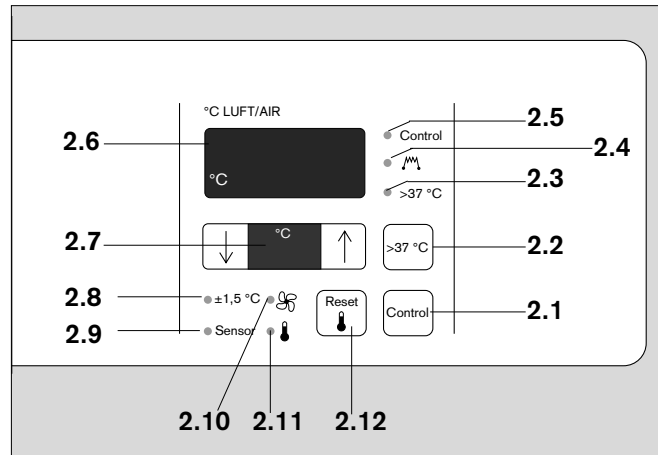 °C LUFT/AIR
2.5
Control
2.6
2.4
2.3
°C
>37 °C
°C
2.7
>37 °C
2.2
2.8
±1,5 °C
Reset
Control
2.1
2.9
Sensor
2.10
2.11
2.12